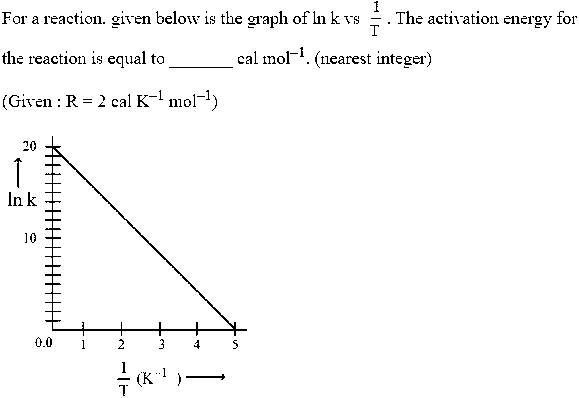 For a reaction. given below is the graph of ln k vs 1/T . The activation energy for
the reaction is equal to _______ cal mol⁻¹. (nearest integer)
(Given : R = 2 cal K⁻¹ mol⁻¹)
20
ln k
10
0.0 1 2 3 4 5
1/T (K⁻¹ )